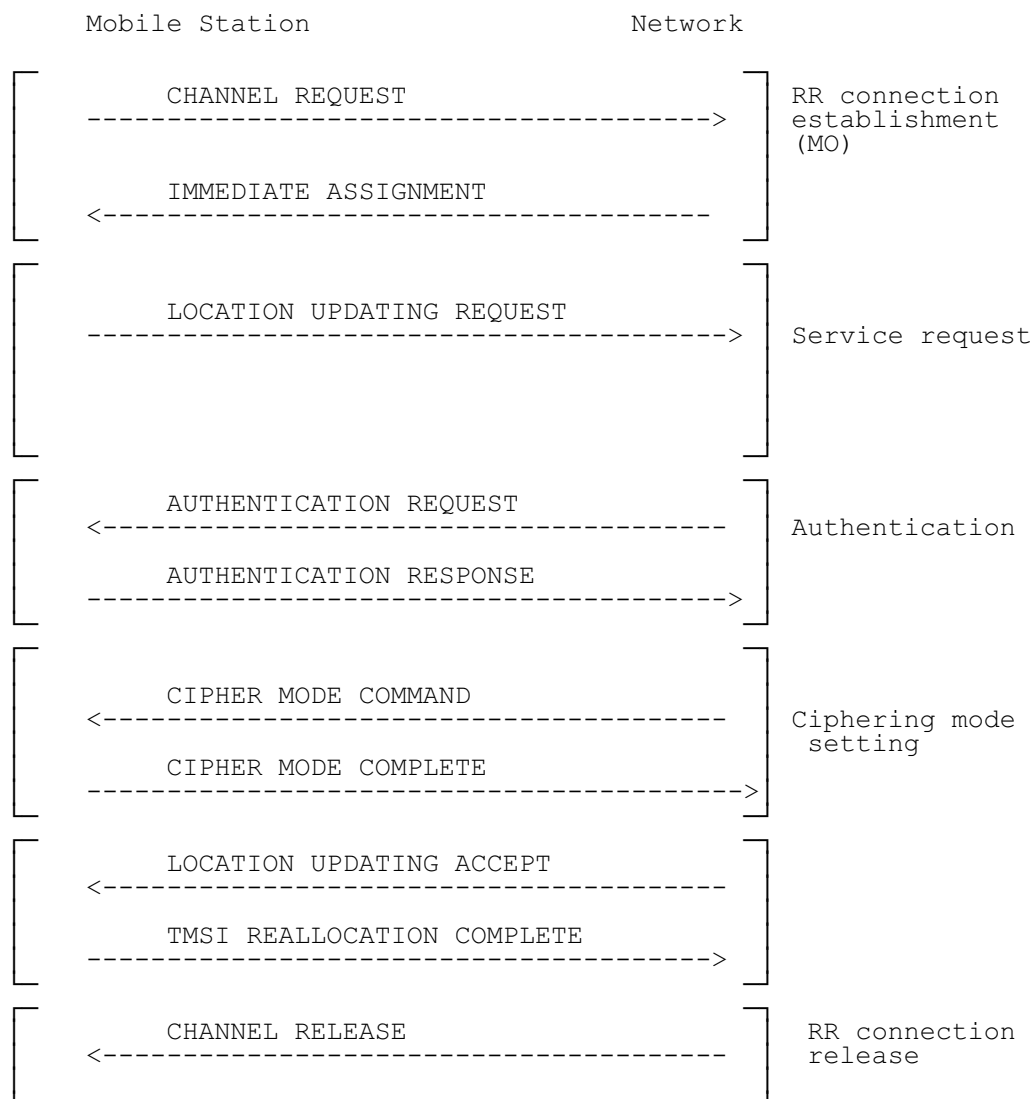 Mobile Station Network
CHANNEL REQUEST
RR connection
--------------------------------------->
establishment
(MO)
IMMEDIATE ASSIGNMENT
<--------------------------------------
LOCATION UPDATING REQUEST
---------------------------------------->
Service request
AUTHENTICATION REQUEST
<---------------------------------------
Authentication
AUTHENTICATION RESPONSE
---------------------------------------->
CIPHER MODE COMMAND
<---------------------------------------
Ciphering mode
setting
CIPHER MODE COMPLETE
----------------------------------------->
LOCATION UPDATING ACCEPT
<---------------------------------------
TMSI REALLOCATION COMPLETE
--------------------------------------->
CHANNEL RELEASE
RR connection
<---------------------------------------
release